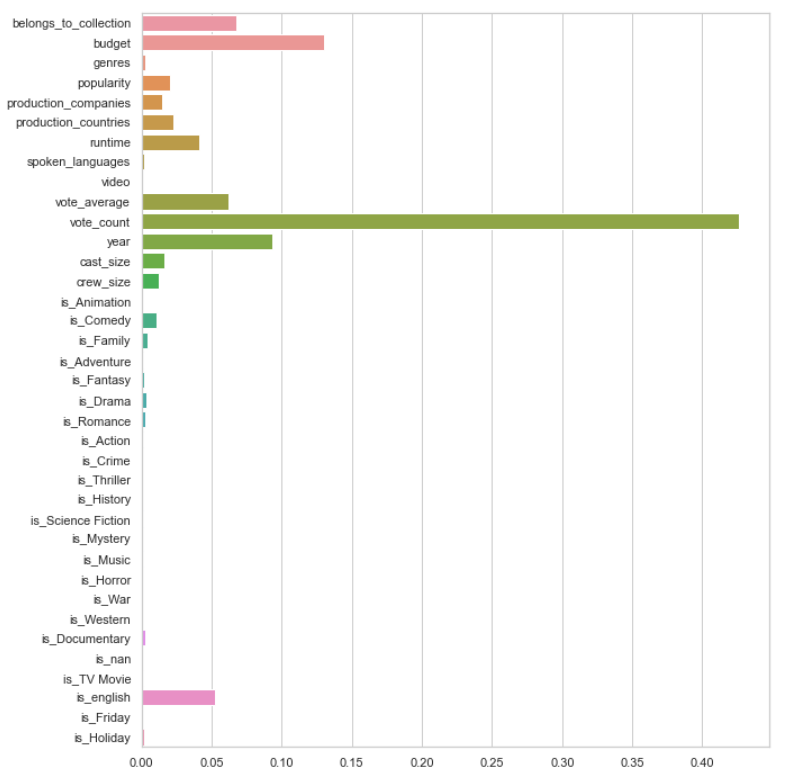 belongs_to_collection
budget
genres
popularity
production_companies
production_countries
runtime
spoken_languages
video
vote_average
vote_count
year
cast_size
crew_size
is_Animation
is_Comedy
is_Family
is_Adventure
is_Fantasy
is_Drama
is_Romance
is_Action
is_Crime
is_Thriller
is_History
is_Science Fiction
is_Mystery
is_Music
is_Horror
is_War
is_Western
is_Documentary
is_nan
is_TV Movie
is_english
is_Friday
is_Holiday
0.00 0.05 0.10 0.15 0.20 0.25 0.30 0.35 0.40